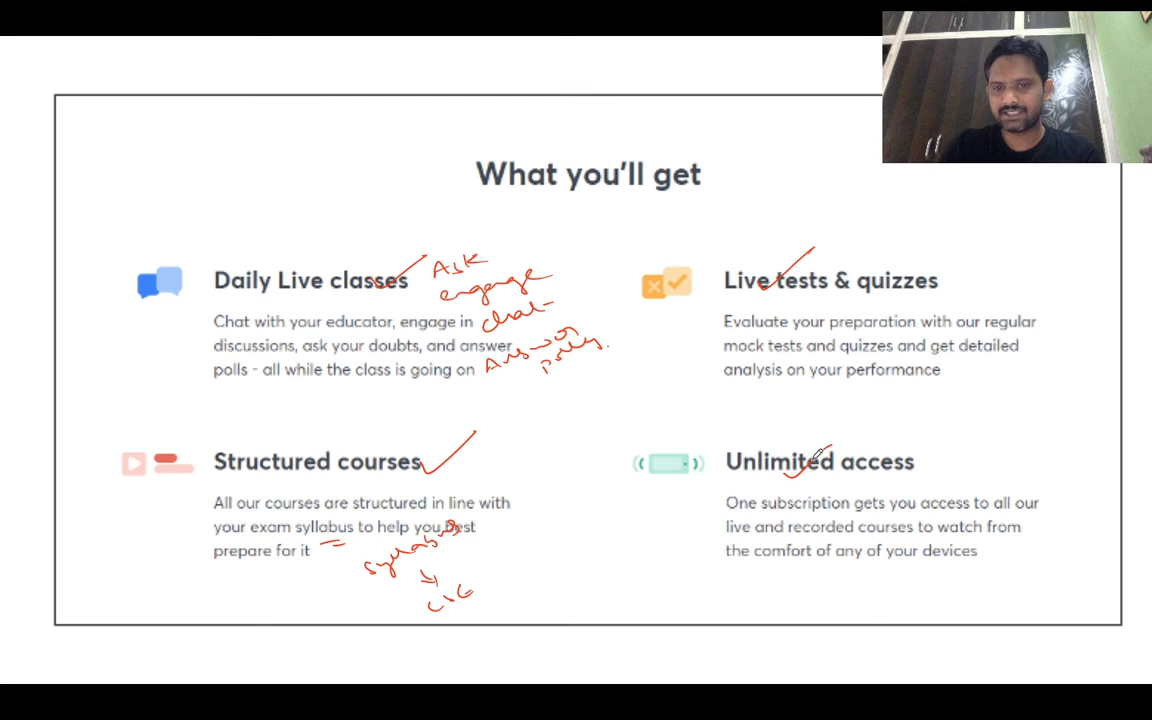 What you'll get
Daily Live classes
Ask
engenge
chat
Chat with your educator, engage in
discussions, ask your doubts, and answer
polls - all while the class is going on
Answer
polls.
Live tests & quizzes
Evaluate your preparation with our regular
mock tests and quizzes and get detailed
analysis on your performance
Structured courses
All our courses are structured in line with
your exam syllabus to help you best
prepare for it
Syllabus
Unlimited access
One subscription gets you access to all our
live and recorded courses to watch from
the comfort of any of your devices